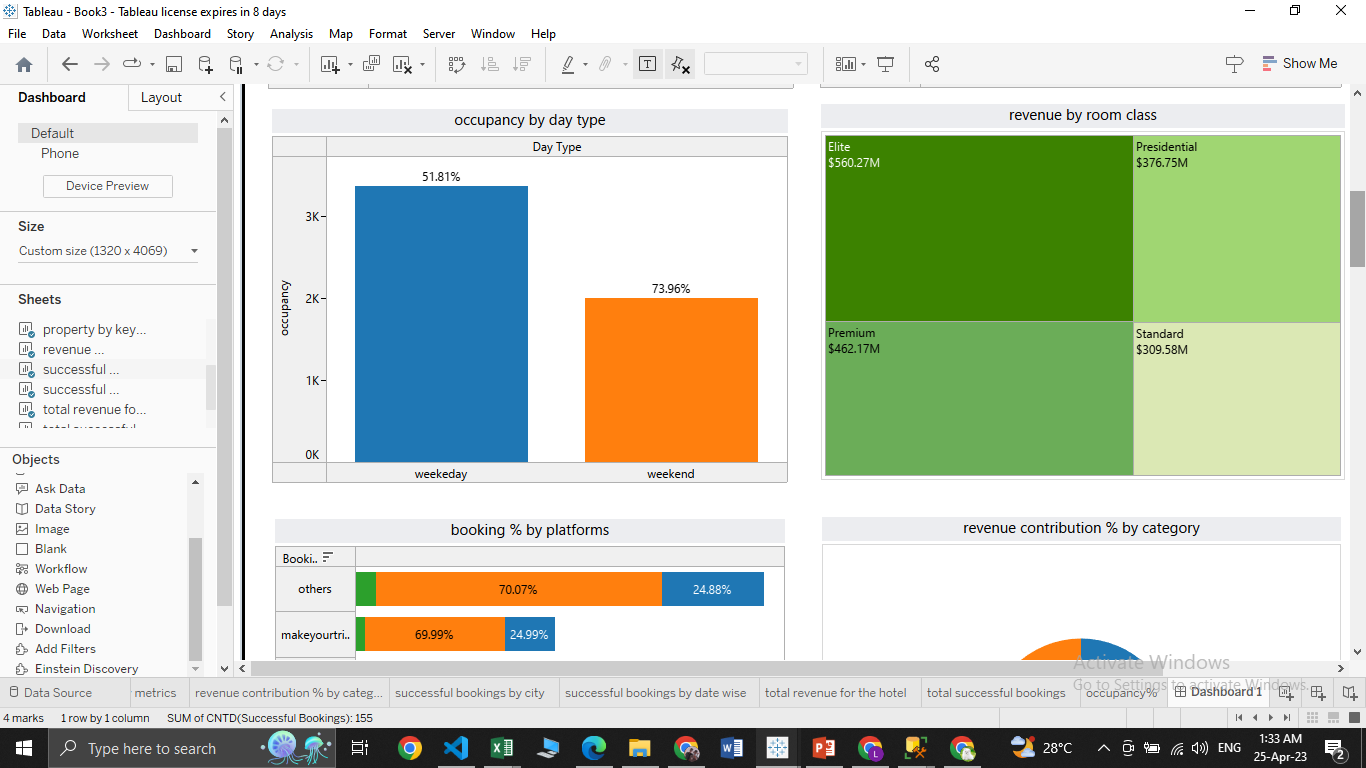 Tableau - Book3 - Tableau license expires in 8 days
File Data Worksheet Dashboard Story Analysis Map Format Server Window Help
Show Me
Dashboard Layout
Default
Phone
Device Preview
Size
Custom size (1320 x 4069)
Sheets
property by key...
revenue ...
successful ...
successful ...
total revenue fo...
Objects
Ask Data
Data Story
Image
Blank
Workflow
Web Page
Navigation
Download
Add Filters
Einstein Discovery
occupancy by day type
Day Type
occupancy
3K
2K
1K
0K
51.81%
73.96%
weekeday weekend
revenue by room class
Elite
$560.27M
Presidential
$376.75M
Premium
$462.17M
Standard
$309.58M
booking % by platforms
Booki..
others 70.07% 24.88%
makeyourtri.. 69.99% 24.99%
revenue contribution % by category
Activate Windows
Go to Settings to activate Windows.
Data Source metrics revenue contribution % by categ... successful bookings by city successful bookings by date wise total revenue for the hotel total successful bookings occupancy% Dashboard 1
4 marks 1 row by 1 column SUM of CNTD(Successful Bookings): 155
Type here to search
28°C ENG 1:33 AM
25-Apr-23
2